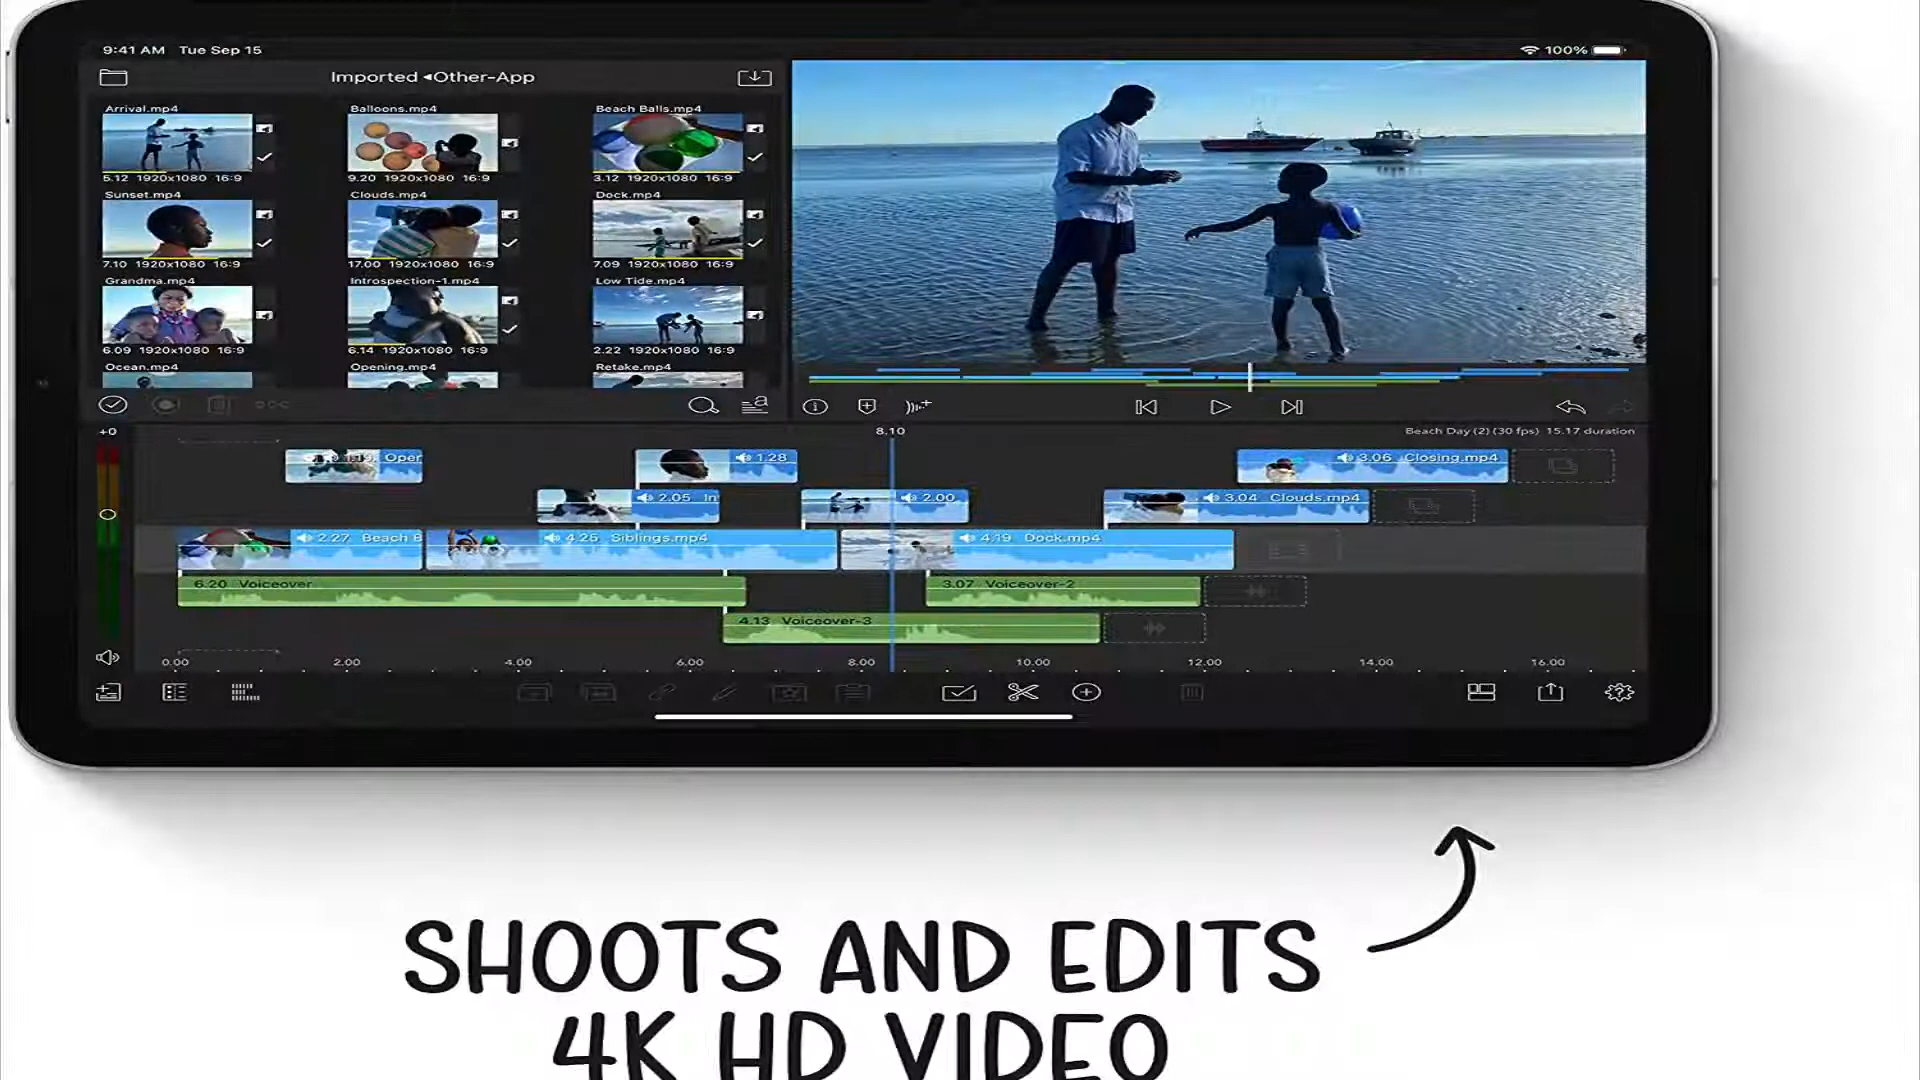 9:41 AM Tue Sep 15
100%
Imported ◂Other-App
Arrival.mp4 Balloons.mp4 Beach Balls.mp4
5.12 1920x1080 16:9 9.20 1920x1080 16:9 3.12 1920x1080 16:9
Sunset.mp4 Clouds.mp4 Dock.mp4
7.10 1920x1080 16:9 17.00 1920x1080 16:9 7.09 1920x1080 16:9
Grandma.mp4 Introspection-1.mp4 Low Tide.mp4
6.09 1920x1080 16:9 6.14 1920x1080 16:9 2.22 1920x1080 16:9
Ocean.mp4 Opening.mp4 Retake.mp4
+0 8.10 Beach Day (2) (30 fps) 15.17 duration
Oper 1.28 3.06 Closing.mp4
2.05 In 2.00 3.04 Clouds.mp4
2.27 Beach B 4.25 Siblings.mp4 4.19 Dock.mp4
6.20 Voiceover 3.07 Voiceover-2
4.13 Voiceover-3
0.00 2.00 4.00 6.00 8.00 10.00 12.00 14.00 16.00
SHOOTS AND EDITS
4K HD VIDEO